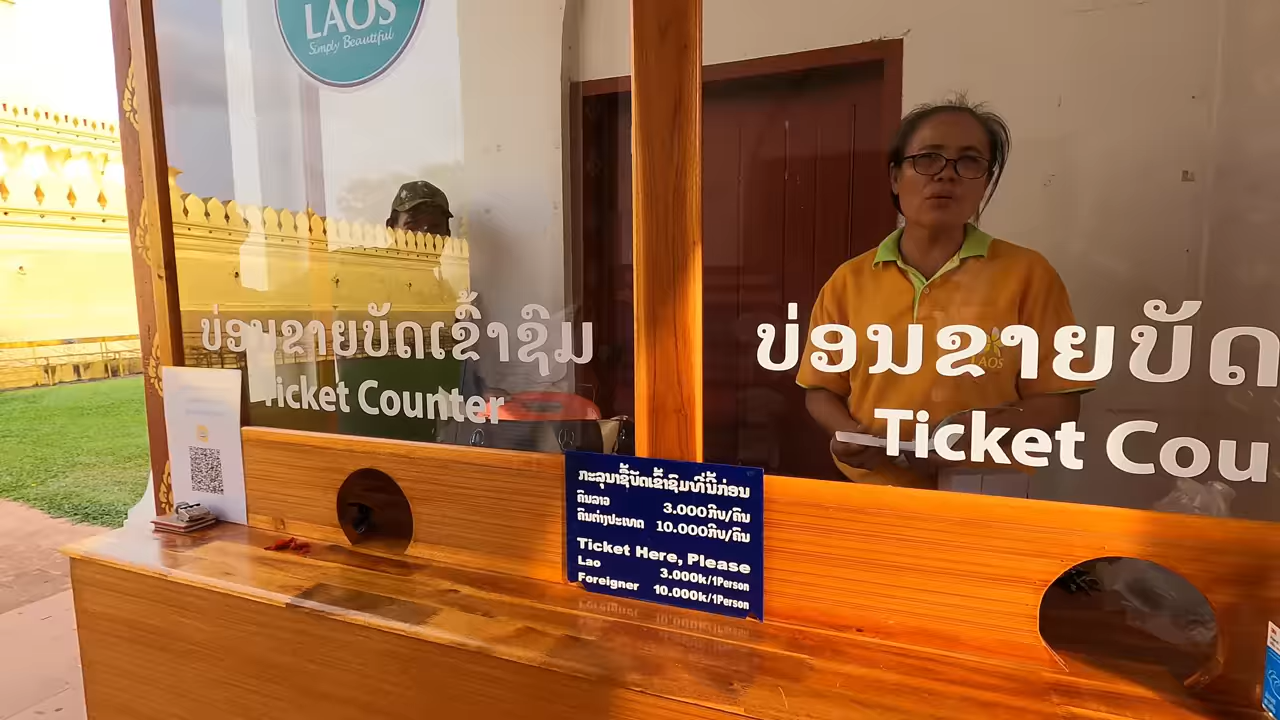 LAOS
Simply Beautiful
ບ່ອນຂາຍບັດເຂົ້າຊົມ
Ticket Counter
ບ່ອນຂາຍບັດ
Ticket Cou
LAOS
ກະລຸນາຊື້ບັດເຂົ້າຊົມທີ່ນີ້ກ່ອນ
ຄົນລາວ 3.000ກີບ/ຄົນ
ຄົນຕ່າງປະເທດ 10.000ກີບ/ຄົນ
Ticket Here, Please
Lao 3.000k/1Person
Foreigner 10.000k/1Person